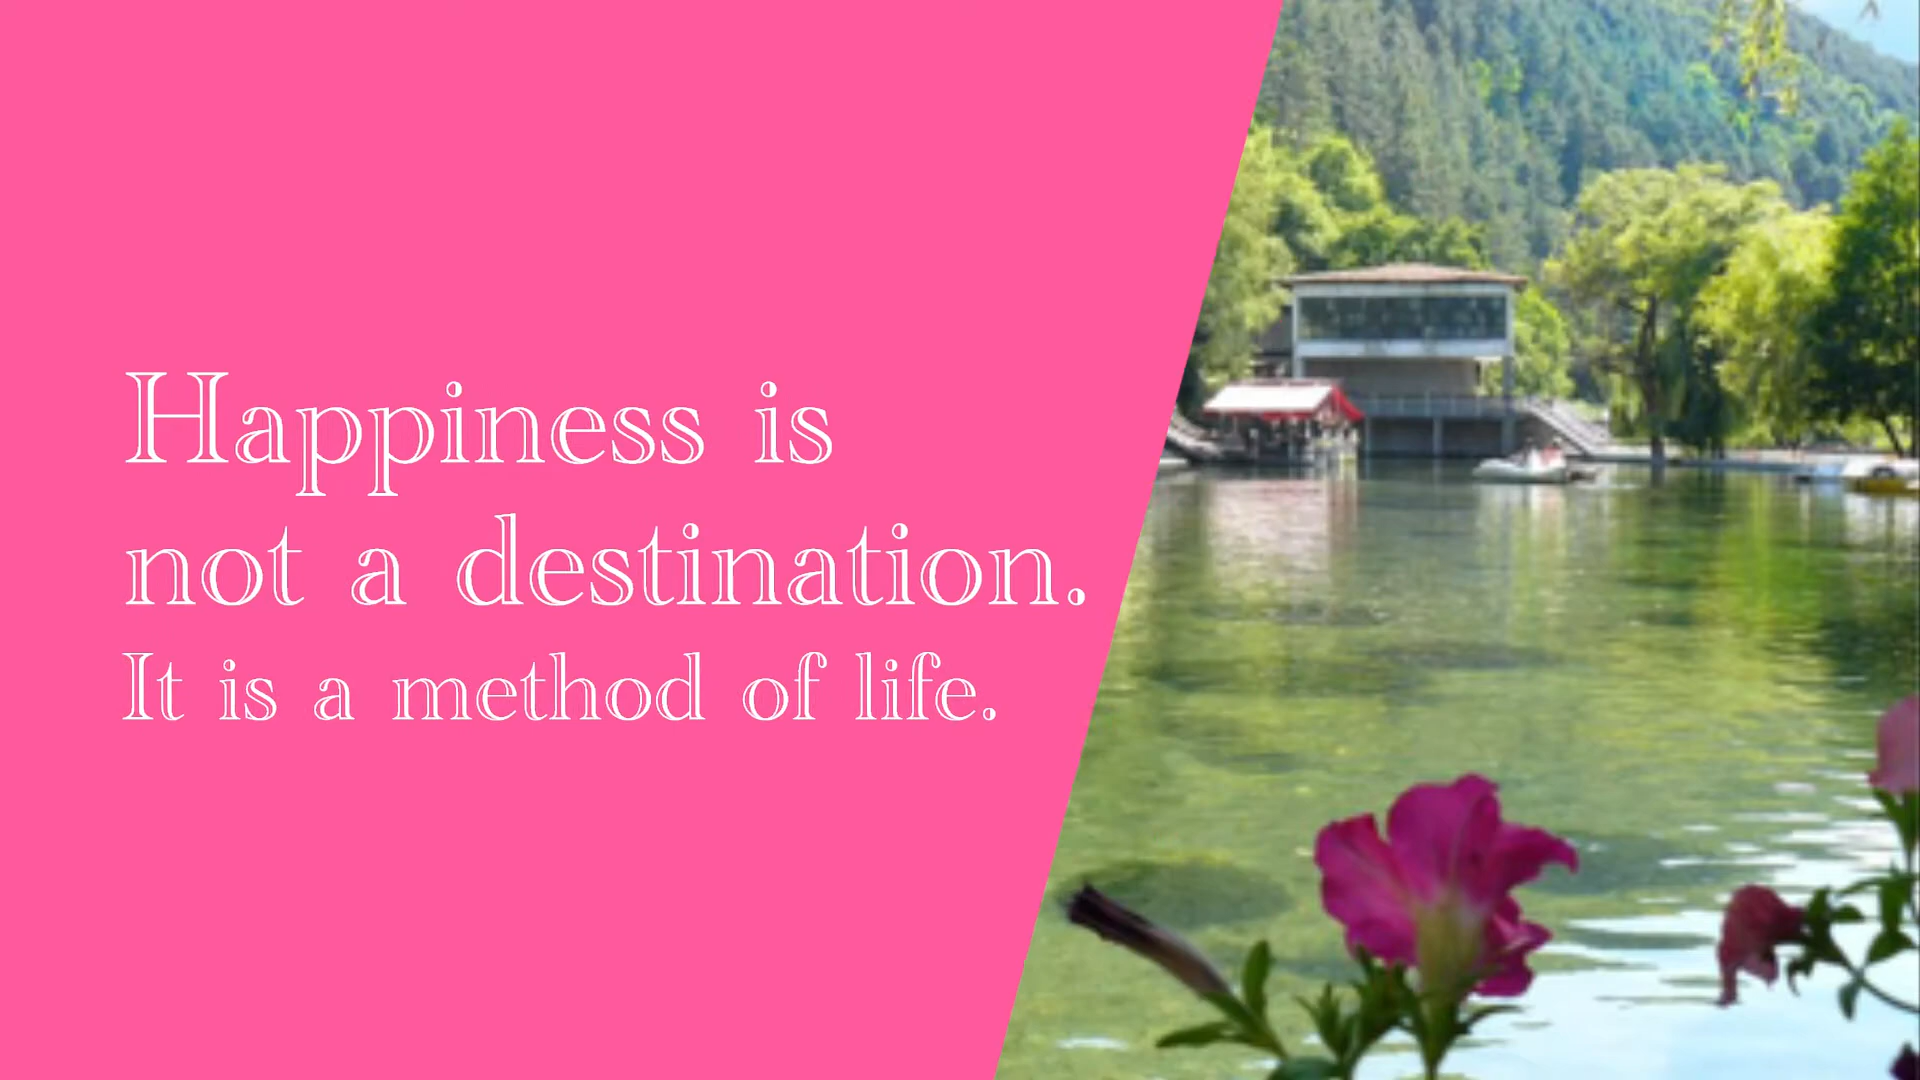 Happiness is
not a destination.
It is a method of life.